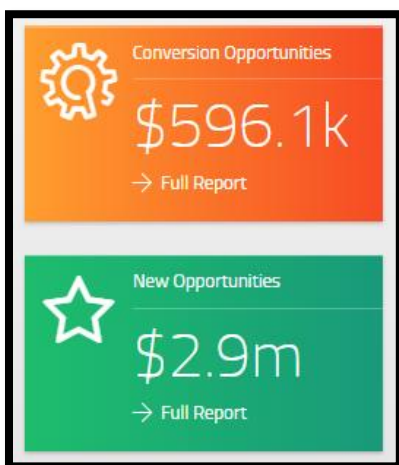 Conversion Opportunities
$596.1k
→ Full Report
New Opportunities
$2.9m
→ Full Report